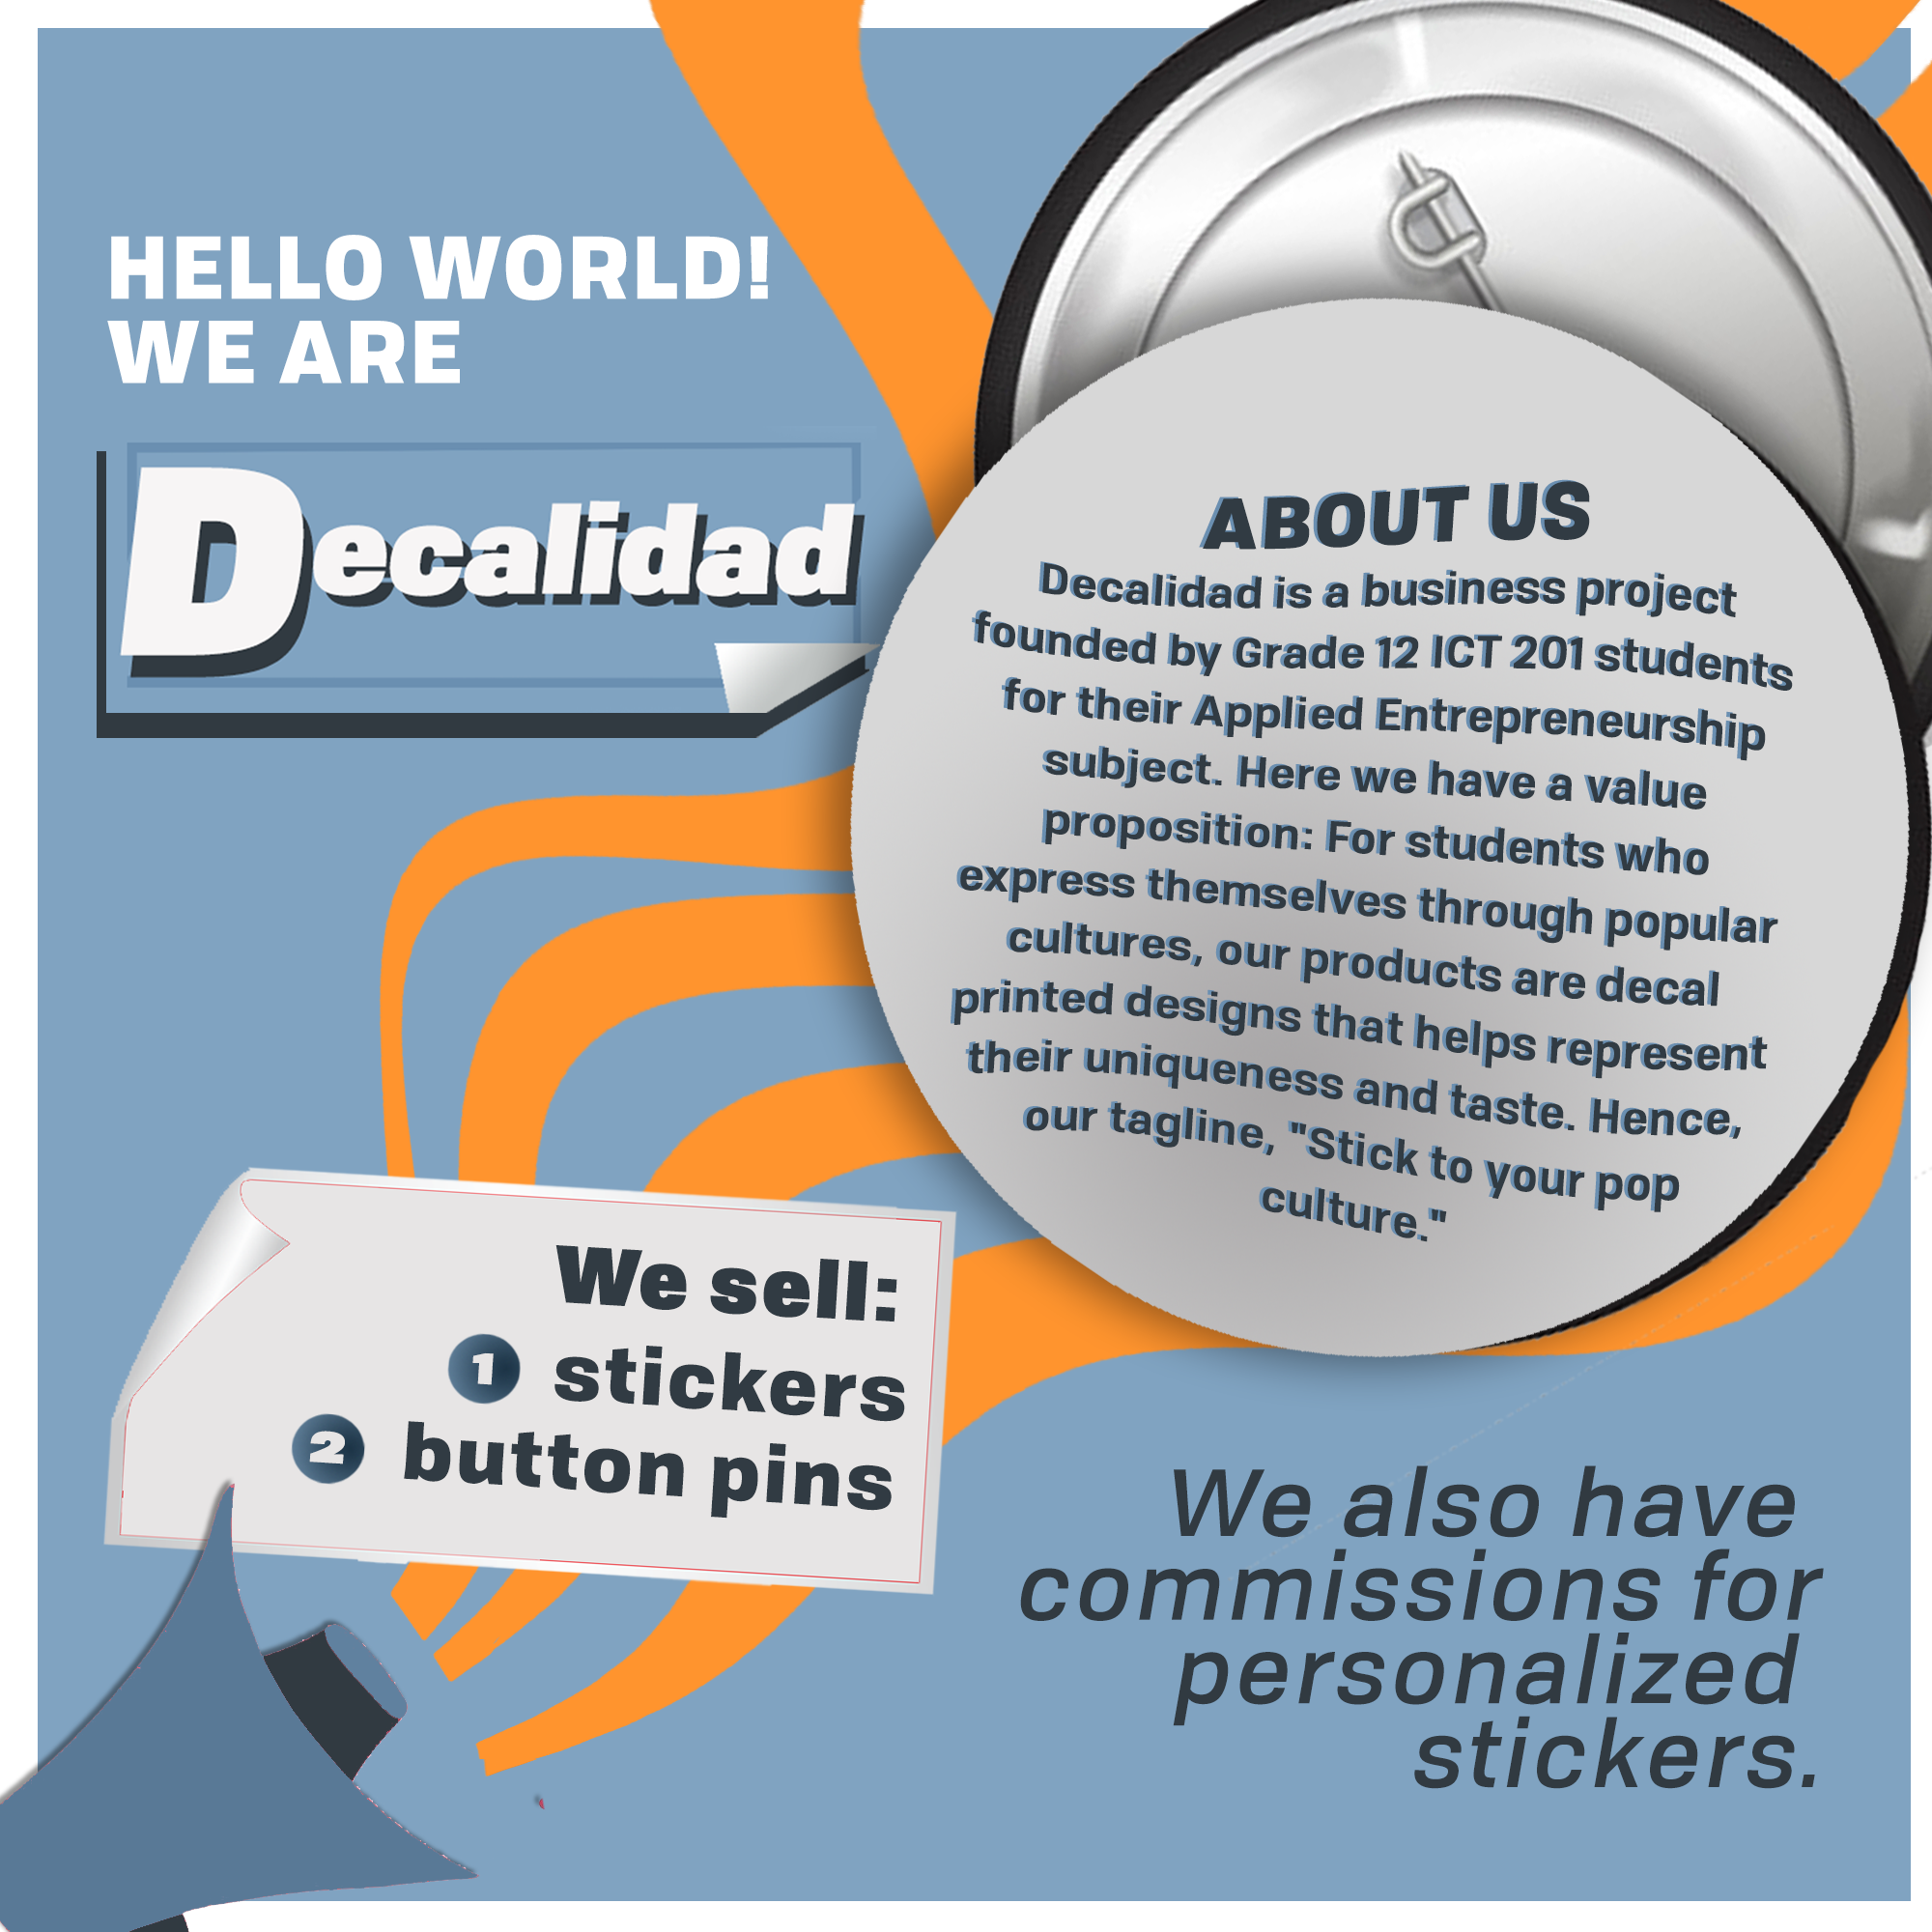 HELLO WORLD!
WE ARE
Decalidad
ABOUT US
Decalidad is a business project
founded by Grade 12 ICT 201 students
for their Applied Entrepreneurship
subject. Here we have a value
proposition: For students who
express themselves through popular
cultures, our products are decal
printed designs that helps represent
their uniqueness and taste. Hence,
our tagline, "Stick to your pop
culture."
We sell:
1 stickers
2 button pins
We also have
commissions for
personalized
stickers.